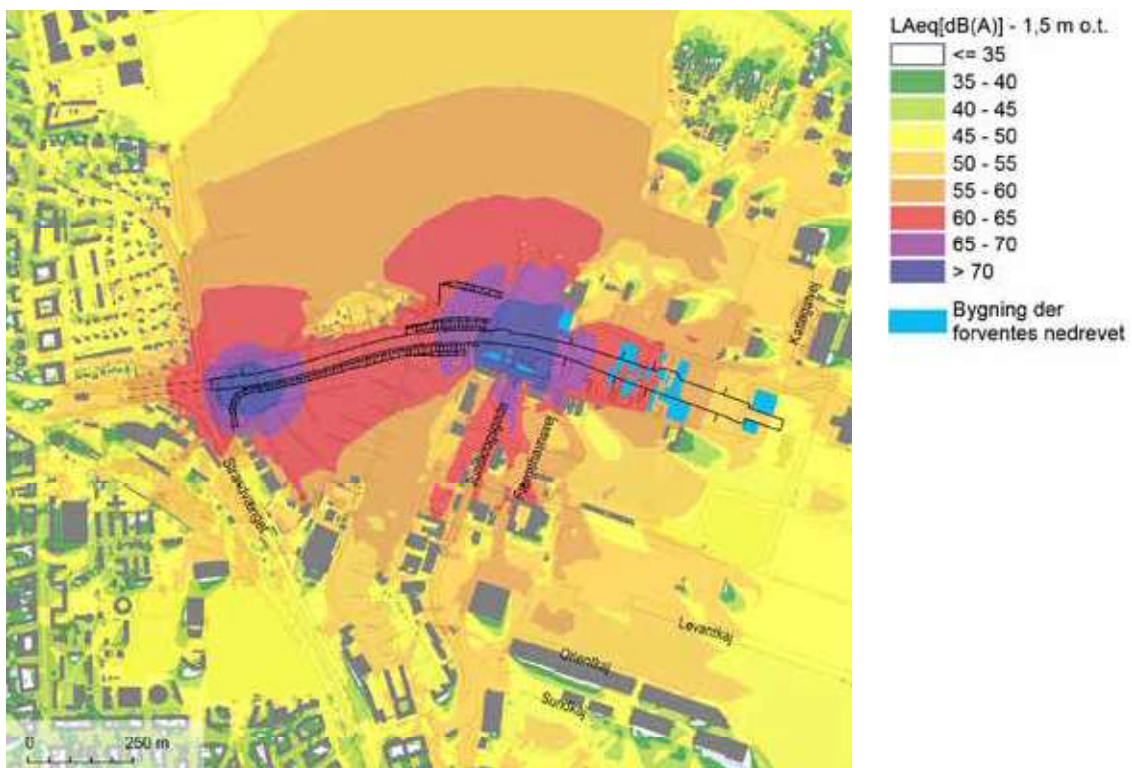 LAeq[dB(A)] - 1,5 m o.t.
<= 35
35 - 40
40 - 45
45 - 50
50 - 55
55 - 60
60 - 65
65 - 70
> 70
Bygning der
forventes nedrevet
Kattegatvej
Strandvænget
Levantkaj
Orientkaj
Sundkaj
0 250 m